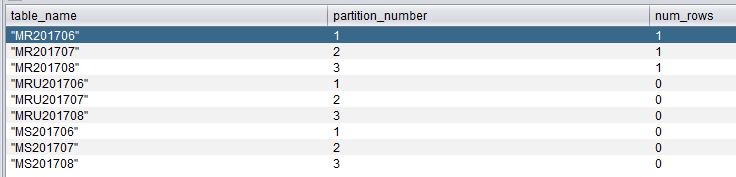 table_name partition_number num_rows
"MR201706" 1 1
"MR201707" 2 1
"MR201708" 3 1
"MRU201706" 1 0
"MRU201707" 2 0
"MRU201708" 3 0
"MS201706" 1 0
"MS201707" 2 0
"MS201708" 3 0